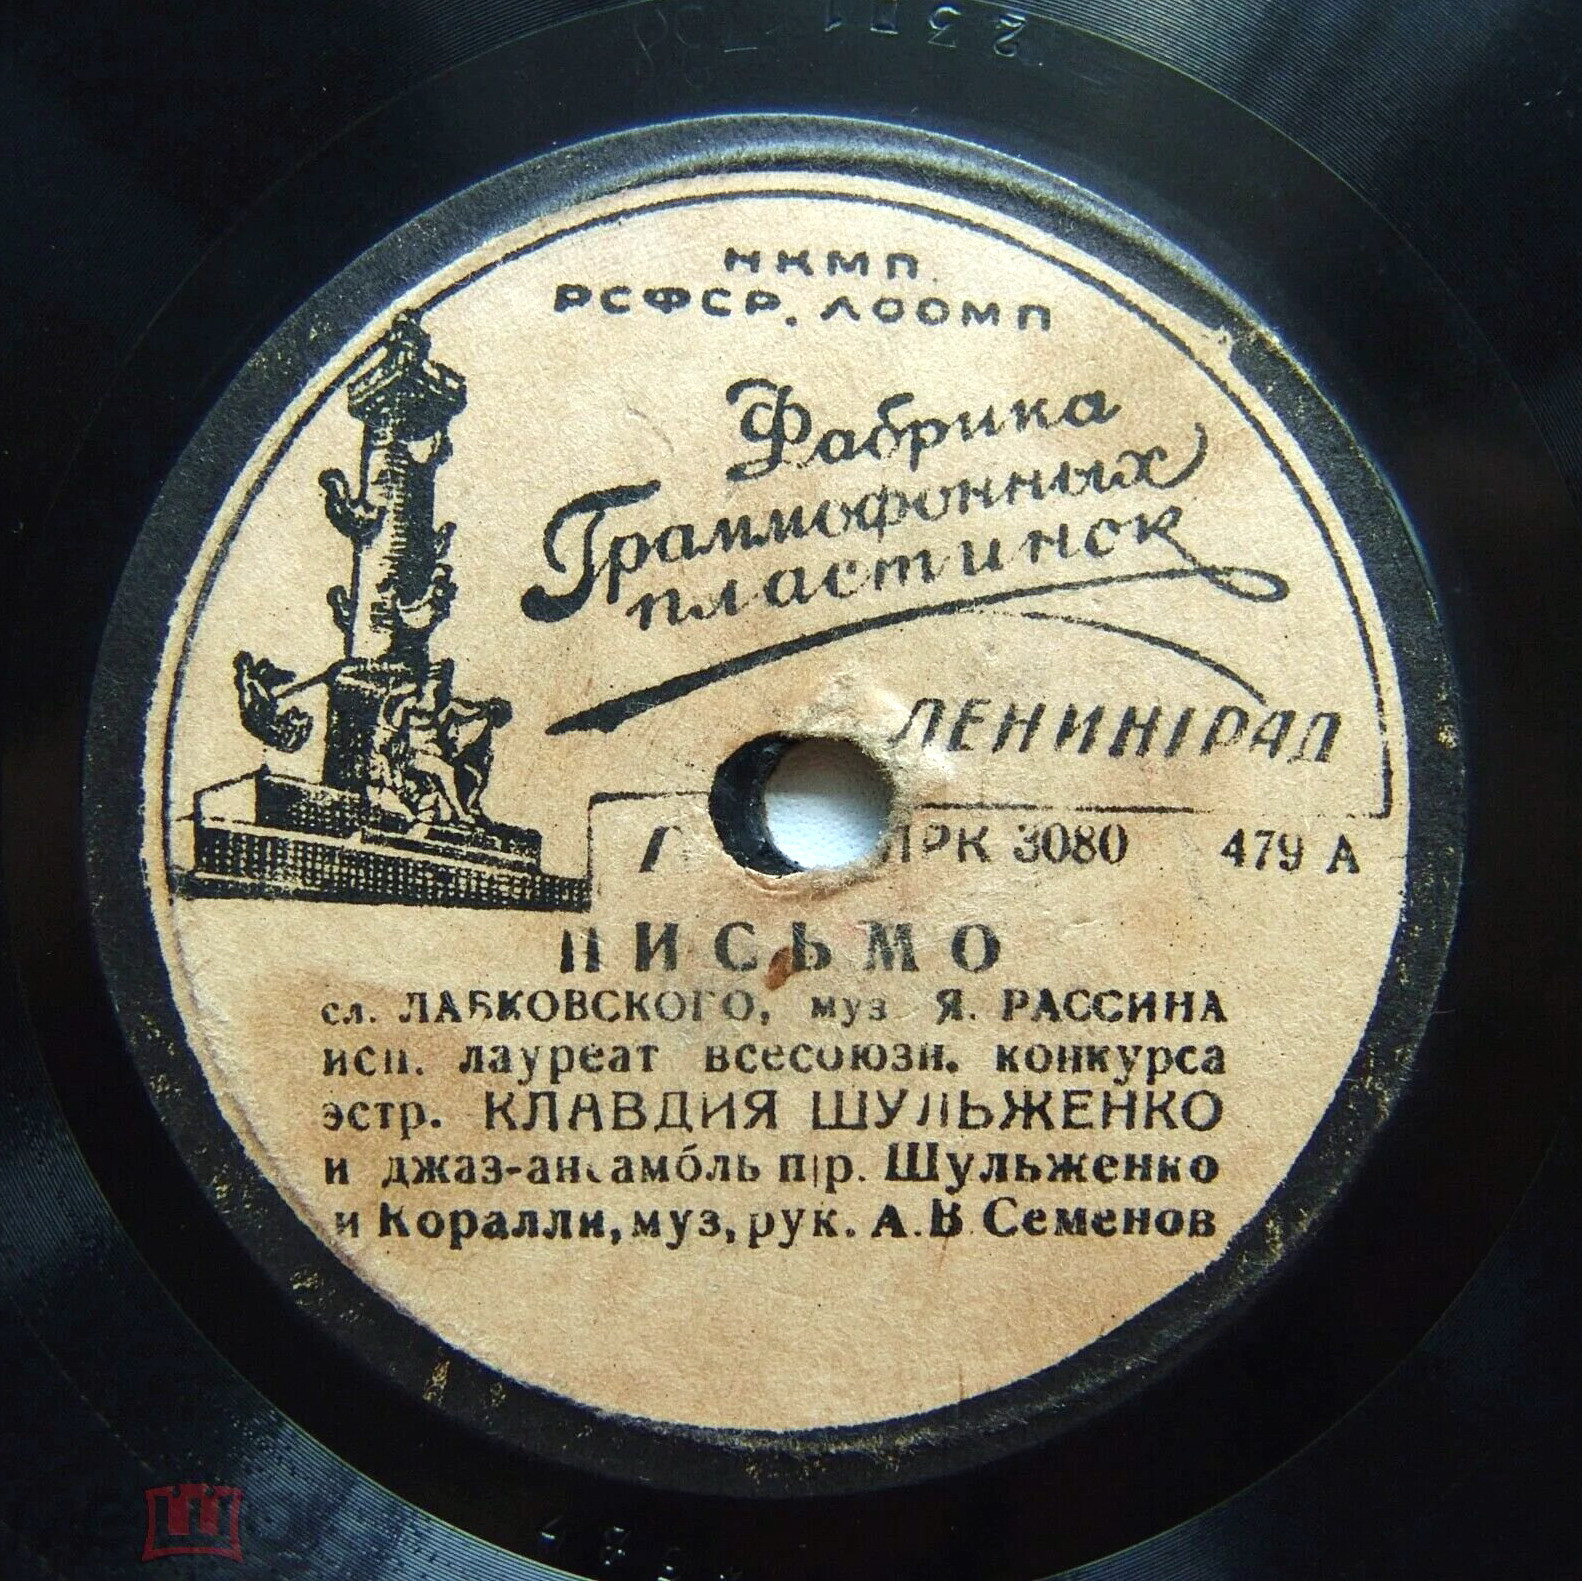 НКМП.
РСФСР. ЛООМП
Фабрика
Граммофонных
пластинок
ЛЕНИНГРАД
ЛРК 3080 479 А
ПИСЬМО
сл. ЛАБКОВСКОГО, муз Я. РАССИНА
исп. лауреат всесоюзн. конкурса
эстр. КЛАВДИЯ ШУЛЬЖЕНКО
и джаз-ансамбль п|р. Шульженко
и Коралли, муз, рук. А.В Семенов